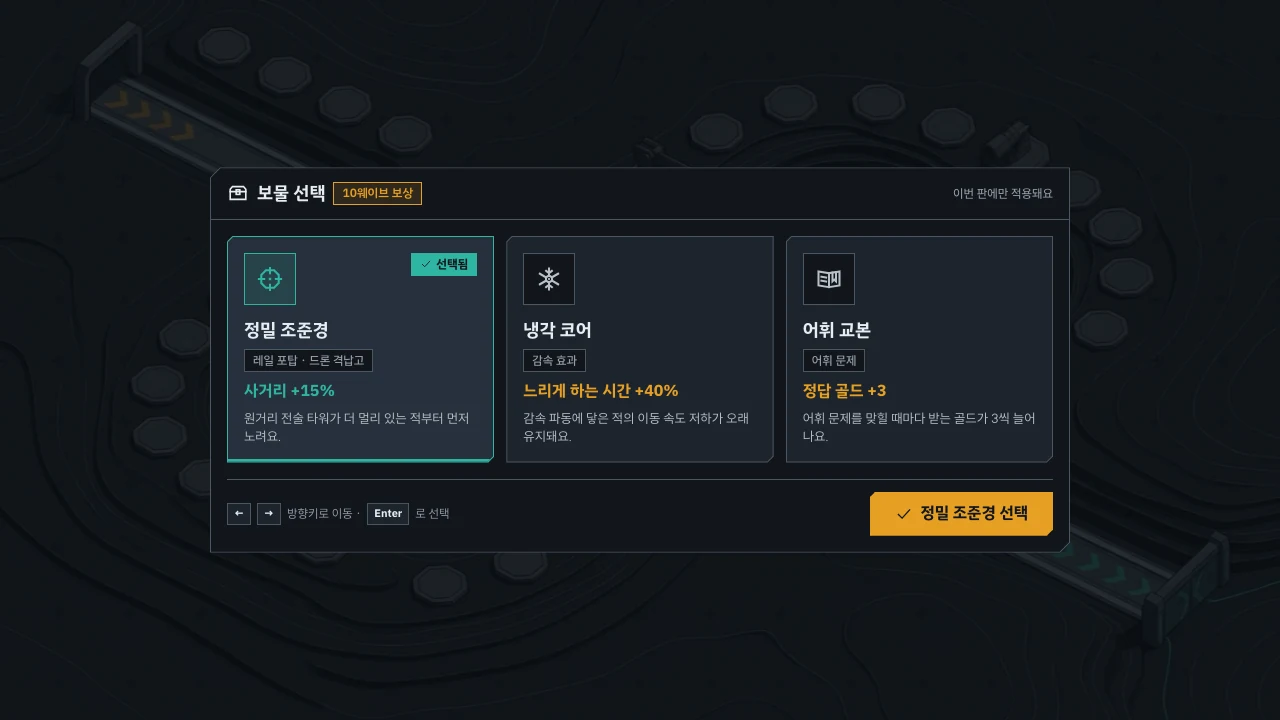 보물 선택
10웨이브 보상
이번 판에만 적용돼요
선택됨
정밀 조준경
레일 포탑 · 드론 격납고
사거리 +15%
원거리 전술 타워가 더 멀리 있는 적부터 먼저
노려요.
냉각 코어
감속 효과
느리게 하는 시간 +40%
감속 파동에 닿은 적의 이동 속도 저하가 오래
유지돼요.
어휘 교본
어휘 문제
정답 골드 +3
어휘 문제를 맞힐 때마다 받는 골드가 3씩 늘어
나요.
← → 방향키로 이동 · Enter 로 선택
정밀 조준경 선택